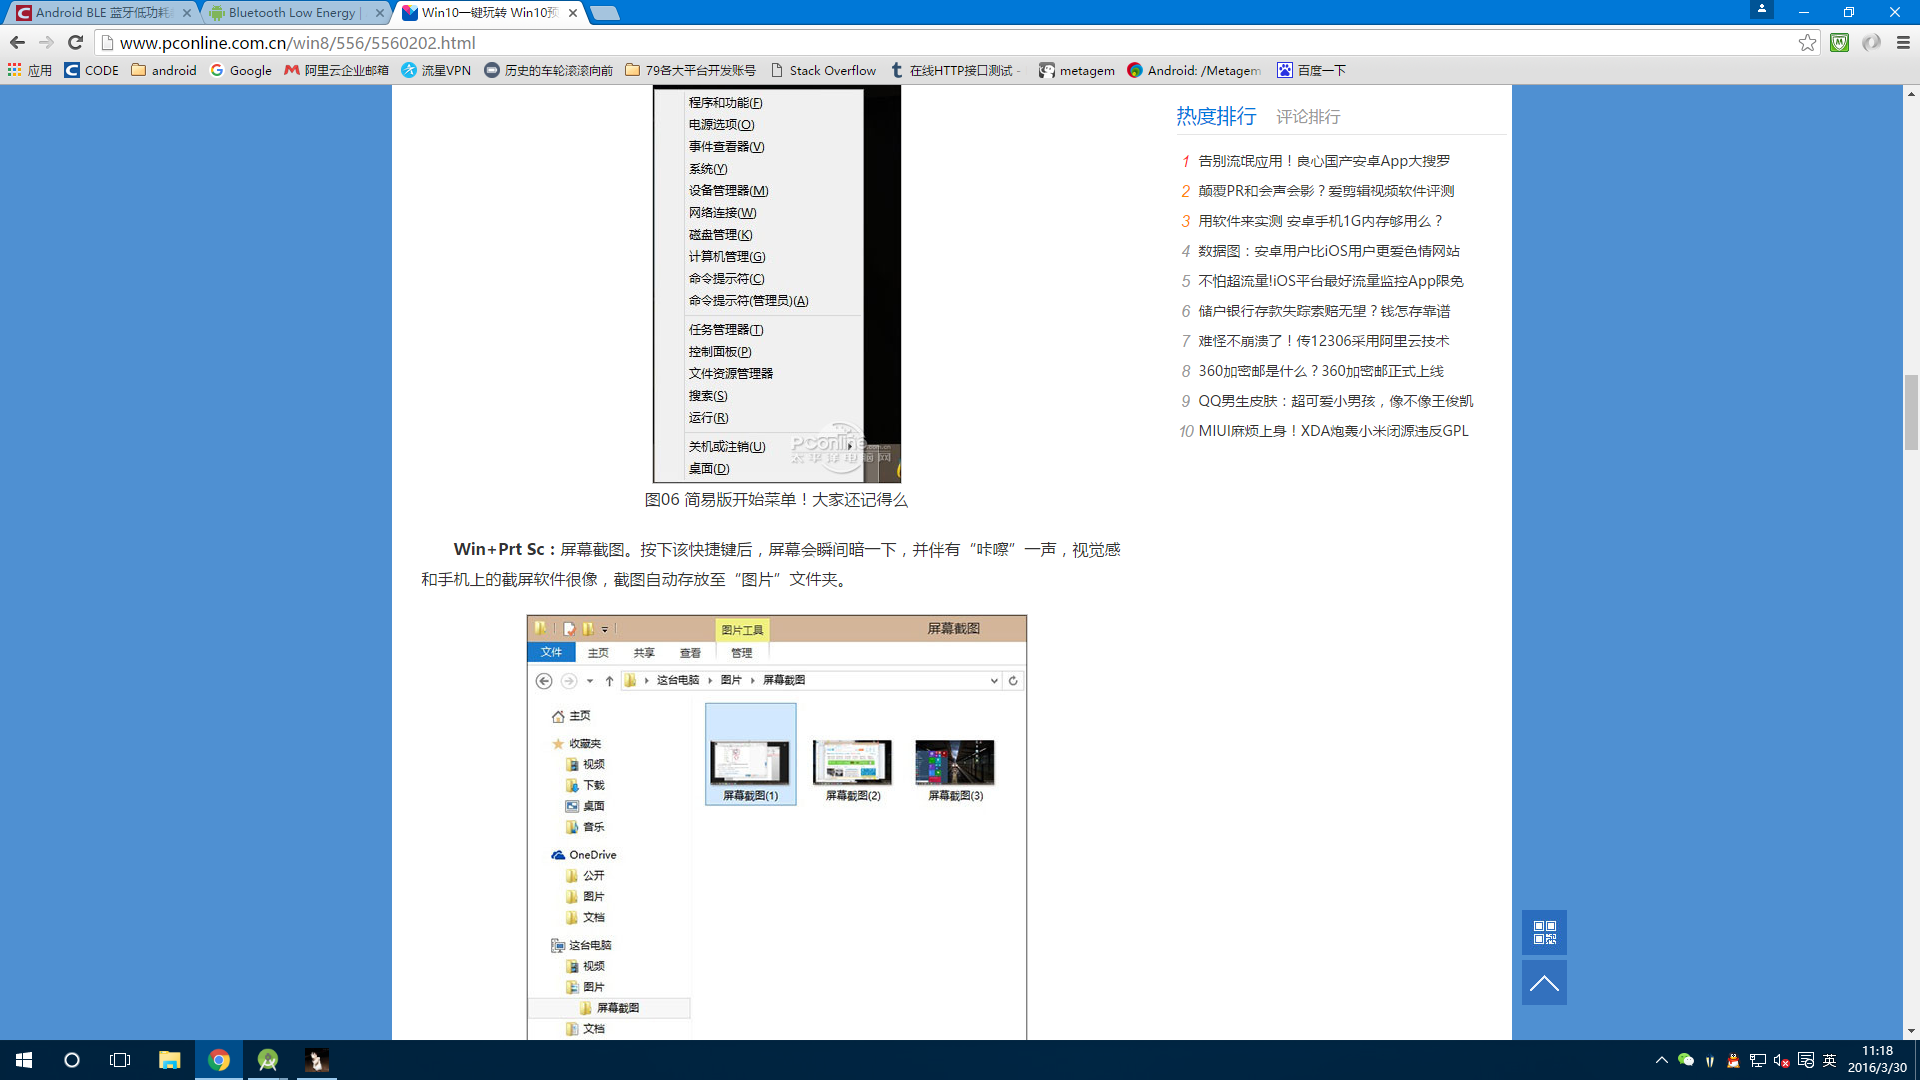 Android BLE 蓝牙低功耗
Bluetooth Low Energy |
Win10一键玩转 Win10预
www.pconline.com.cn/win8/556/5560202.html
应用
CODE
android
Google
阿里云企业邮箱
流星VPN
历史的车轮滚滚向前
79各大平台开发账号
Stack Overflow
在线HTTP接口测试 -
metagem
Android: /Metagem
百度一下
程序和功能(F)
电源选项(O)
事件查看器(V)
系统(Y)
设备管理器(M)
网络连接(W)
磁盘管理(K)
计算机管理(G)
命令提示符(C)
命令提示符(管理员)(A)
任务管理器(T)
控制面板(P)
文件资源管理器
搜索(S)
运行(R)
关机或注销(U)
桌面(D)
PConline.com.cn
太平洋电脑网
图06 简易版开始菜单！大家还记得么
Win+Prt Sc：屏幕截图。按下该快捷键后，屏幕会瞬间暗一下，并伴有“咔嚓”一声，视觉感
和手机上的截屏软件很像，截图自动存放至“图片”文件夹。
图片工具
屏幕截图
文件
主页
共享
查看
管理
这台电脑
图片
屏幕截图
主页
收藏夹
视频
下载
桌面
音乐
OneDrive
公开
图片
文档
这台电脑
视频
图片
屏幕截图
文档
屏幕截图(1)
屏幕截图(2)
屏幕截图(3)
热度排行
评论排行
1 告别流氓应用！良心国产安卓App大搜罗
2 颠覆PR和会声会影？爱剪辑视频软件评测
3 用软件来实测 安卓手机1G内存够用么？
4 数据图：安卓用户比iOS用户更爱色情网站
5 不怕超流量!iOS平台最好流量监控App限免
6 储户银行存款失踪索赔无望？钱怎存靠谱
7 难怪不崩溃了！传12306采用阿里云技术
8 360加密邮是什么？360加密邮正式上线
9 QQ男生皮肤：超可爱小男孩，像不像王俊凯
10 MIUI麻烦上身！XDA炮轰小米闭源违反GPL
英
11:18
2016/3/30